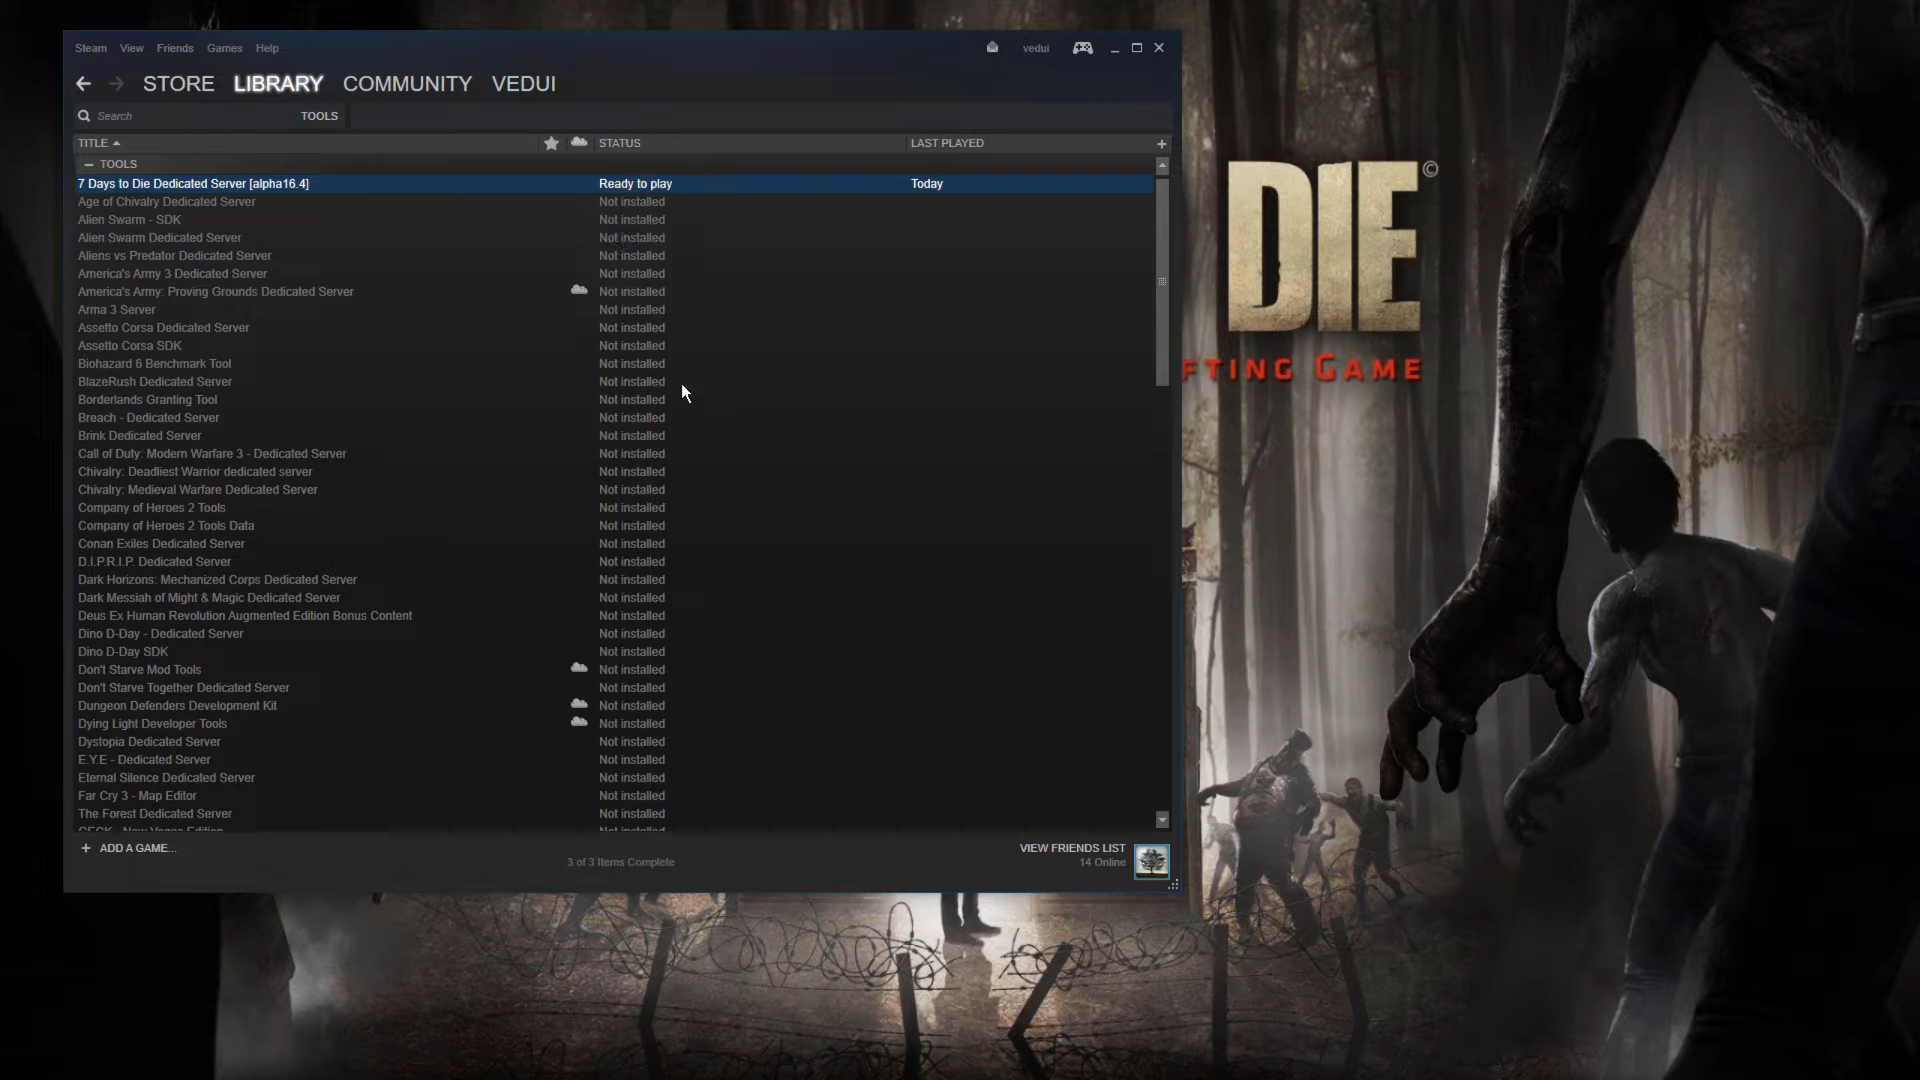 Steam View Friends Games Help vedui
STORE LIBRARY COMMUNITY VEDUI
Search TOOLS
TITLE STATUS LAST PLAYED +
− TOOLS
7 Days to Die Dedicated Server [alpha16.4] Ready to play Today
Age of Chivalry Dedicated Server Not installed
Alien Swarm - SDK Not installed
Alien Swarm Dedicated Server Not installed
Aliens vs Predator Dedicated Server Not installed
America's Army 3 Dedicated Server Not installed
America's Army: Proving Grounds Dedicated Server Not installed
Arma 3 Server Not installed
Assetto Corsa Dedicated Server Not installed
Assetto Corsa SDK Not installed
Biohazard 6 Benchmark Tool Not installed
BlazeRush Dedicated Server Not installed
Borderlands Granting Tool Not installed
Breach - Dedicated Server Not installed
Brink Dedicated Server Not installed
Call of Duty: Modern Warfare 3 - Dedicated Server Not installed
Chivalry: Deadliest Warrior dedicated server Not installed
Chivalry: Medieval Warfare Dedicated Server Not installed
Company of Heroes 2 Tools Not installed
Company of Heroes 2 Tools Data Not installed
Conan Exiles Dedicated Server Not installed
D.I.P.R.I.P. Dedicated Server Not installed
Dark Horizons: Mechanized Corps Dedicated Server Not installed
Dark Messiah of Might & Magic Dedicated Server Not installed
Deus Ex Human Revolution Augmented Edition Bonus Content Not installed
Dino D-Day - Dedicated Server Not installed
Dino D-Day SDK Not installed
Don't Starve Mod Tools Not installed
Don't Starve Together Dedicated Server Not installed
Dungeon Defenders Development Kit Not installed
Dying Light Developer Tools Not installed
Dystopia Dedicated Server Not installed
E.Y.E - Dedicated Server Not installed
Eternal Silence Dedicated Server Not installed
Far Cry 3 - Map Editor Not installed
The Forest Dedicated Server Not installed
GECK - New Vegas Edition Not installed
+ ADD A GAME...
3 of 3 Items Complete
VIEW FRIENDS LIST
14 Online
DIE©
FTING GAME